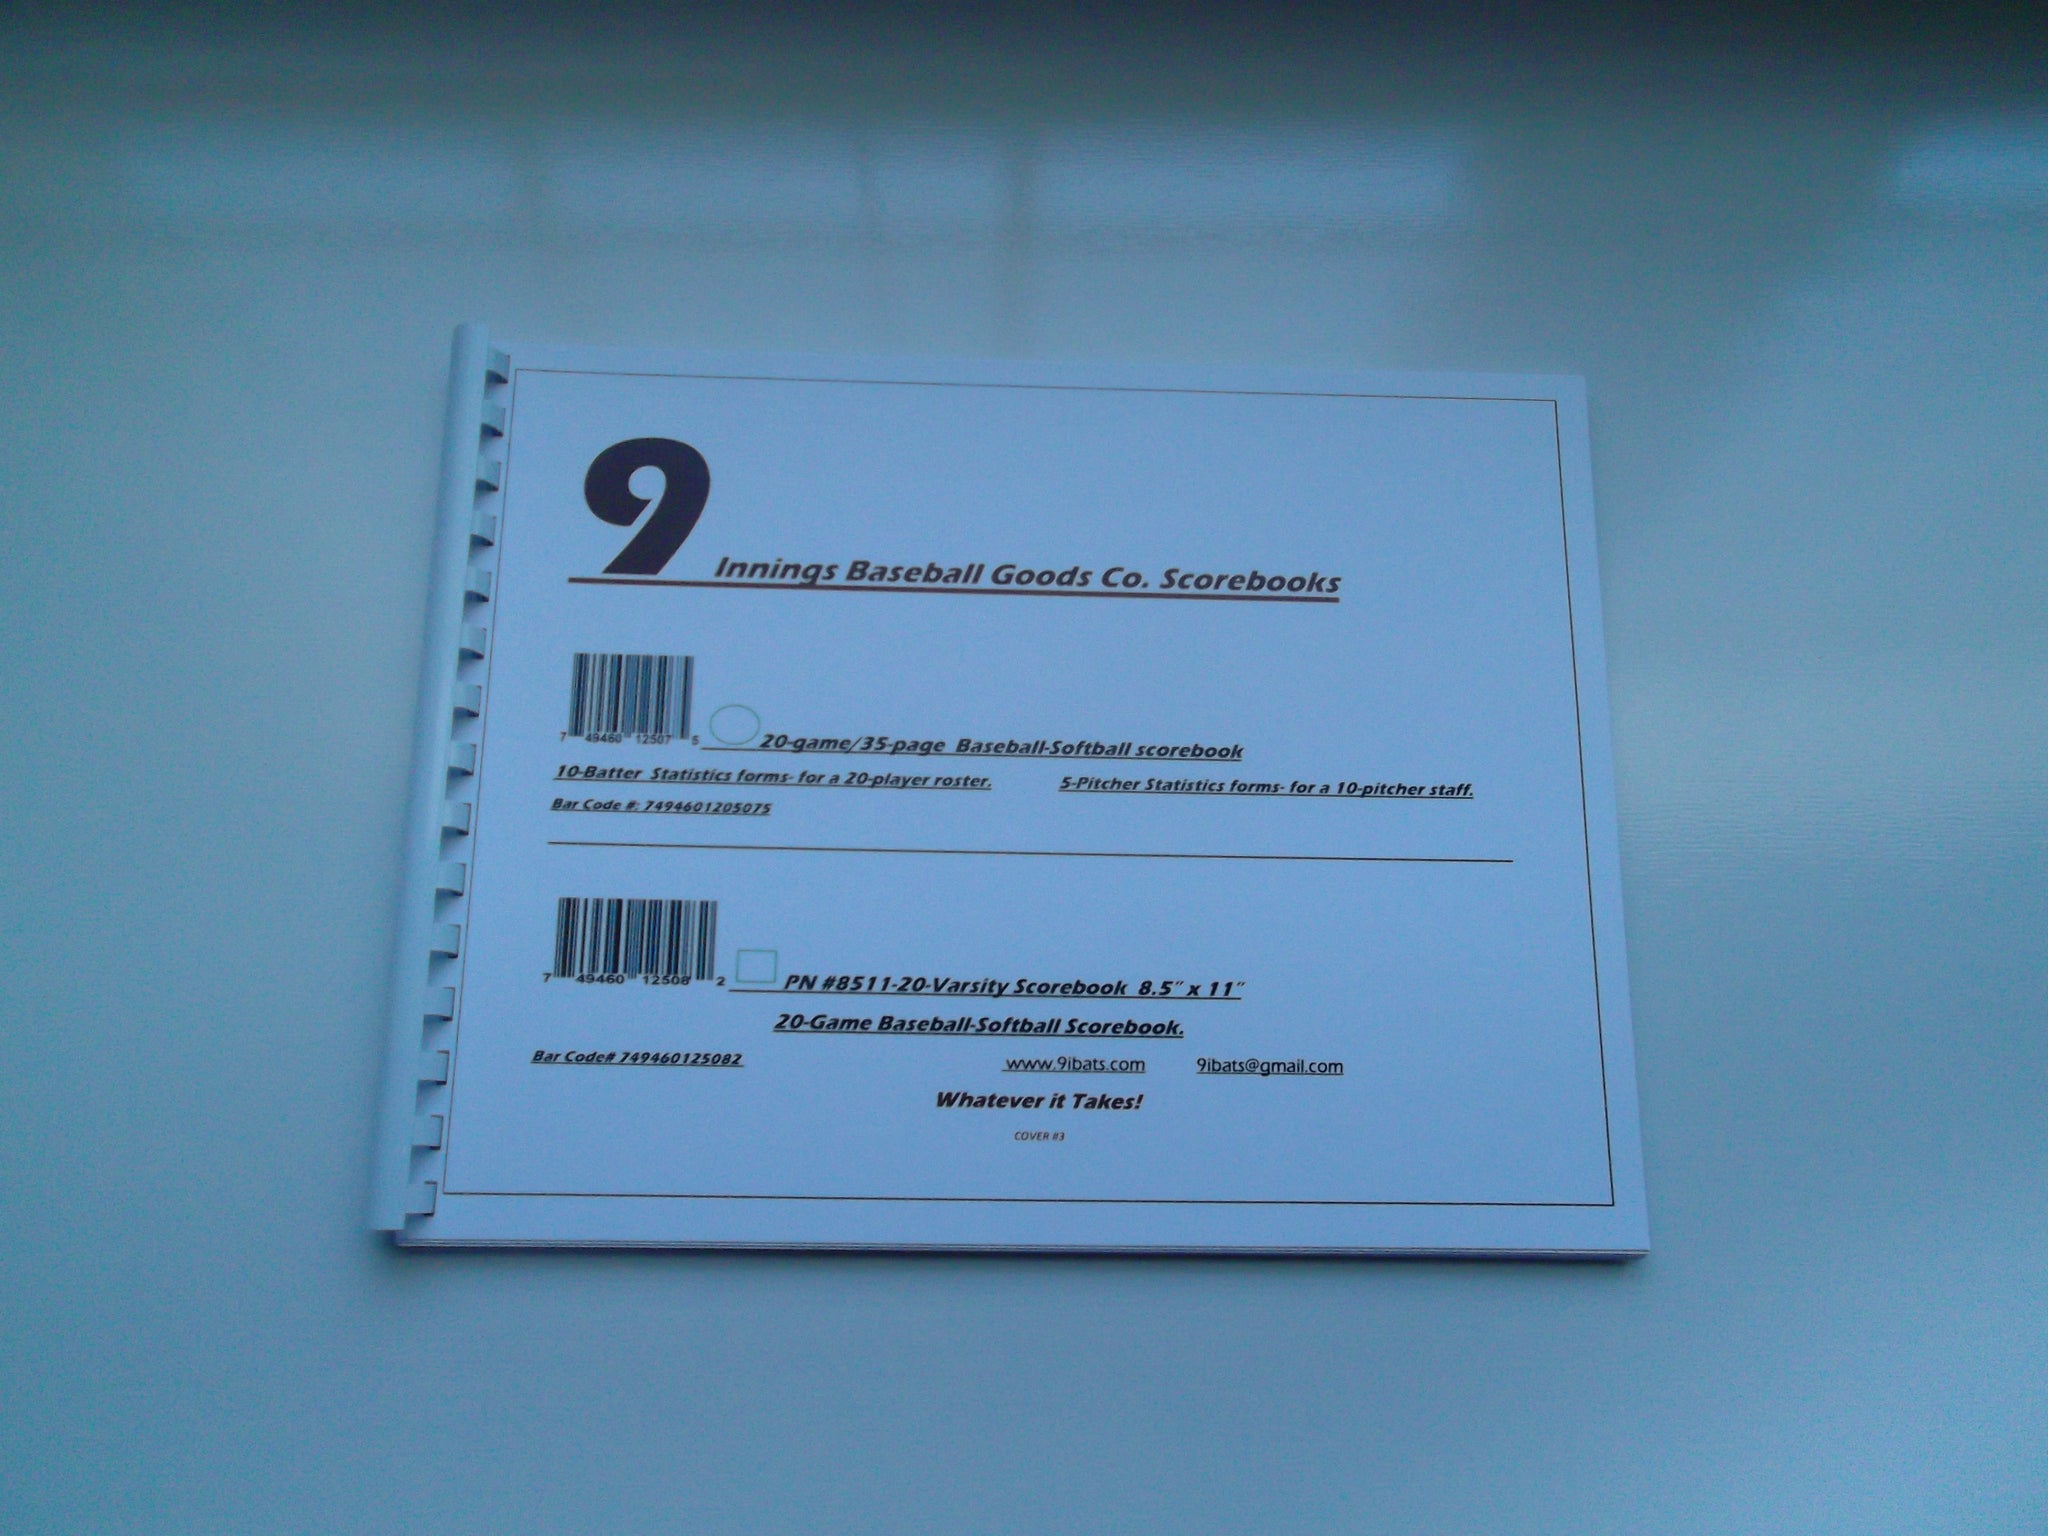 9 Innings Baseball Goods Co. Scorebooks
7 49460 12507 5
20-game/35-page Baseball-Softball scorebook
10-Batter Statistics forms- for a 20-player roster. 5-Pitcher Statistics forms- for a 10-pitcher staff.
Bar Code #: 7494601205075
7 49460 12508 2
PN #8511-20-Varsity Scorebook 8.5” x 11”
20-Game Baseball-Softball Scorebook.
Bar Code# 749460125082 www.9ibats.com 9ibats@gmail.com
Whatever it Takes!
COVER #3